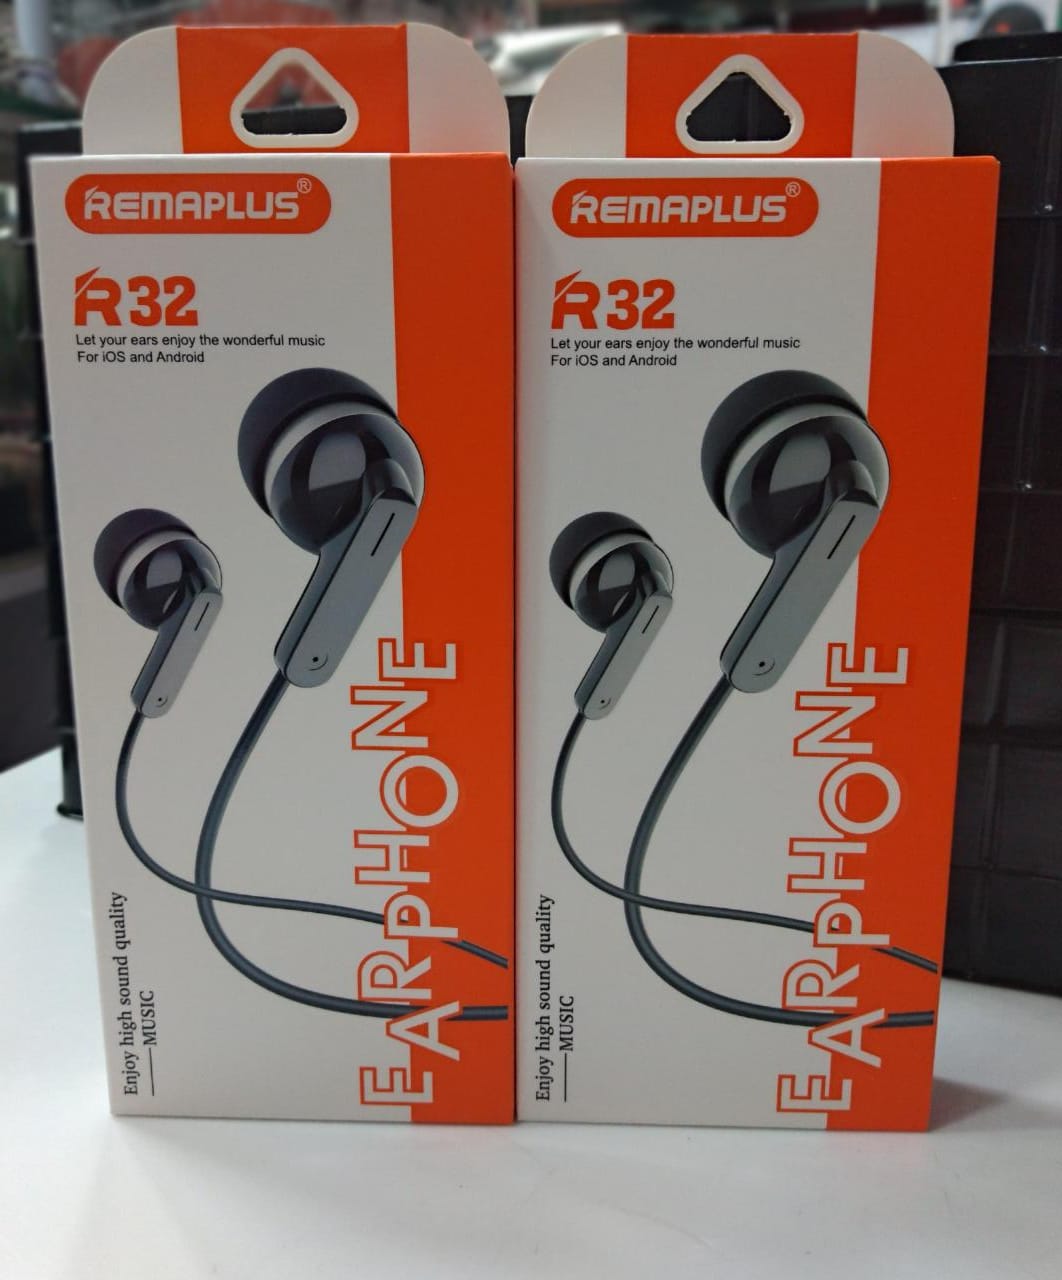 REMAPLUS®
R32
Let your ears enjoy the wonderful music
For iOS and Android
EARPHONE
Enjoy high sound quality
MUSIC
REMAPLUS®
R32
Let your ears enjoy the wonderful music
For iOS and Android
EARPHONE
Enjoy high sound quality
MUSIC